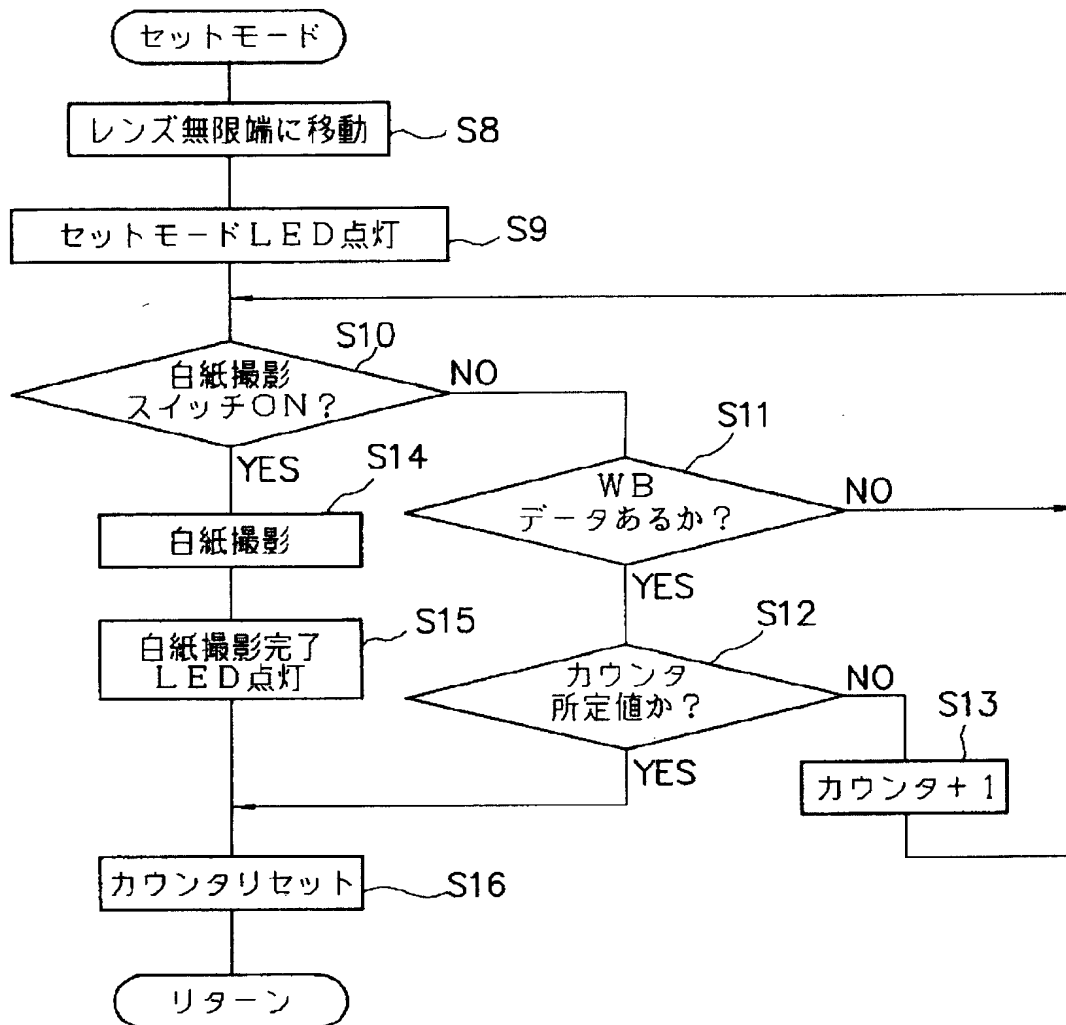 セットモード
レンズ無限端に移動
S8
セットモードLED点灯
S9
S10
白紙撮影
スイッチON?
NO
YES
S11
WB
データあるか?
NO
YES
S14
白紙撮影
S15
白紙撮影完了
LED点灯
S12
カウンタ
所定値か?
NO
YES
S13
カウンタ+1
カウンタリセット
S16
リターン